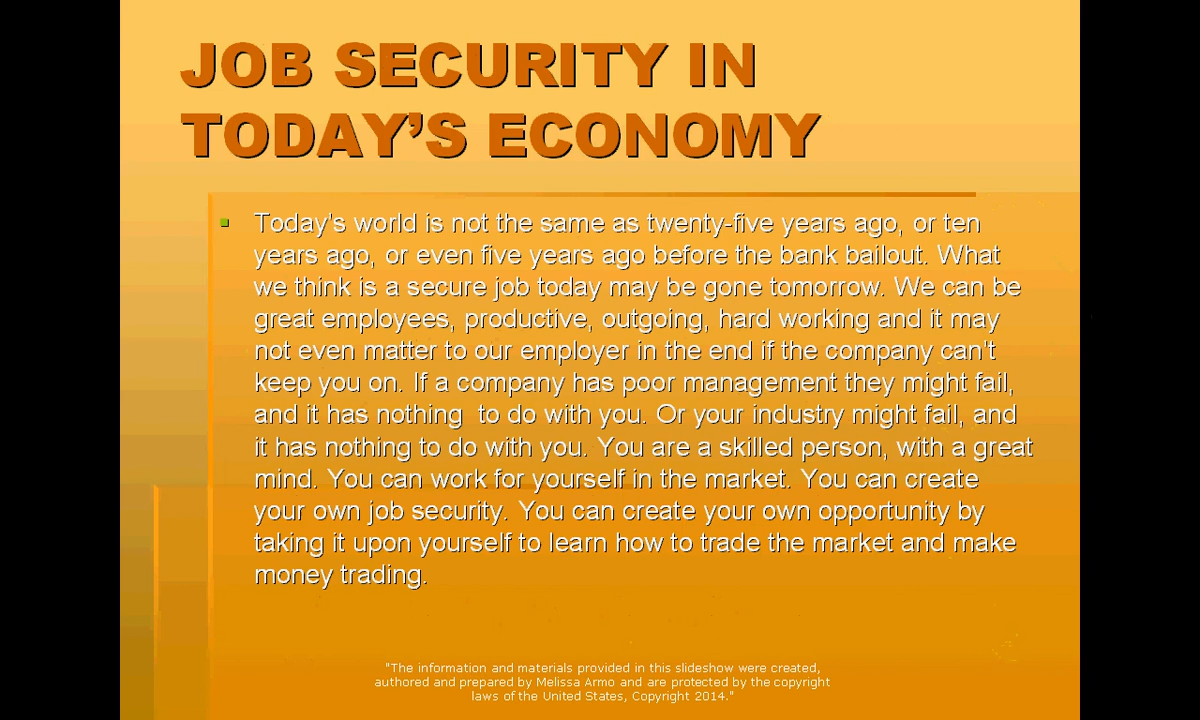 JOB SECURITY IN
TODAY'S ECONOMY
Today's world is not the same as twenty-five years ago, or ten
years ago, or even five years ago before the bank bailout. What
we think is a secure job today may be gone tomorrow. We can be
great employees, productive, outgoing, hard working and it may
not even matter to our employer in the end if the company can't
keep you on. If a company has poor management they might fail,
and it has nothing  to do with you. Or your industry might fail, and
it has nothing to do with you. You are a skilled person, with a great
mind. You can work for yourself in the market. You can create
your own job security. You can create your own opportunity by
taking it upon yourself to learn how to trade the market and make
money trading.
"The information and materials provided in this slideshow were created,
authored and prepared by Melissa Armo and are protected by the copyright
laws of the United States, Copyright 2014."